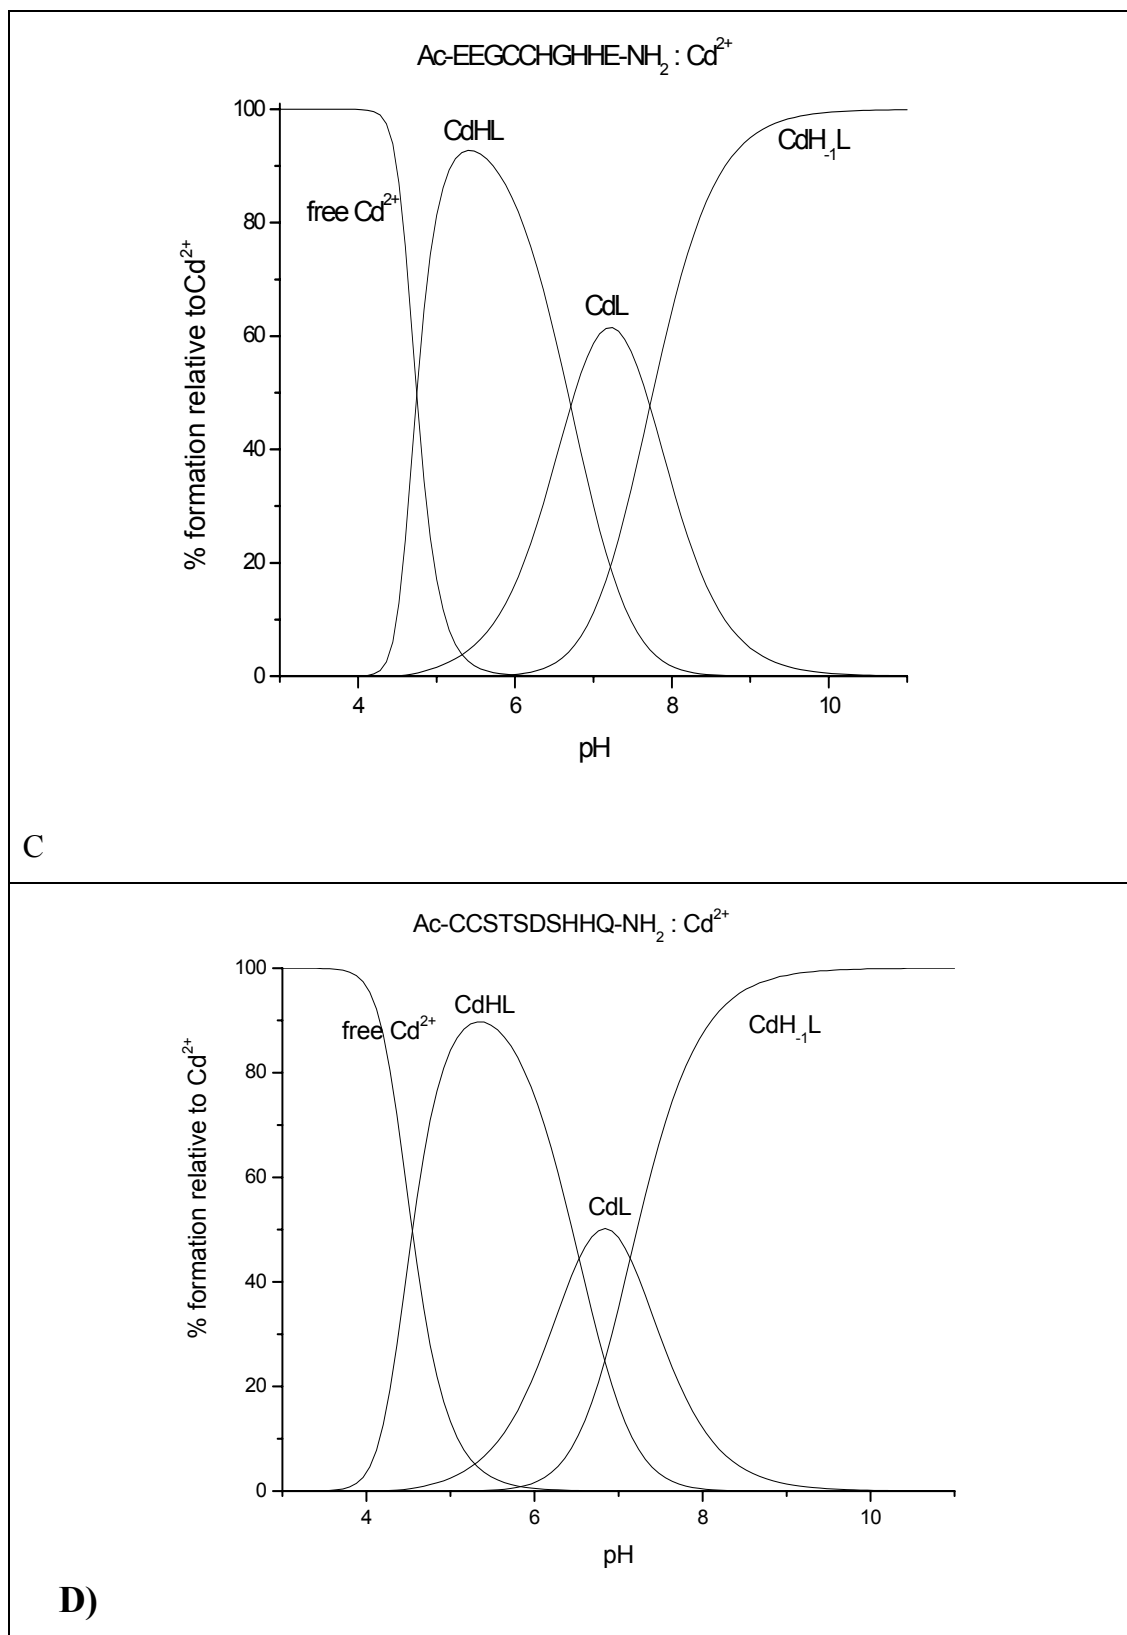 Ac-EEGCCHGHHE-NH2 : Cd2+
100
80
60
40
20
0
% formation relative toCd2+
free Cd2+
CdHL
CdL
CdH-1L
4
6
8
10
pH
C
Ac-CCSTSDSHHQ-NH2 : Cd2+
100
80
60
40
20
0
% formation relative to Cd2+
free Cd2+
CdHL
CdL
CdH-1L
4
6
8
10
pH
D)